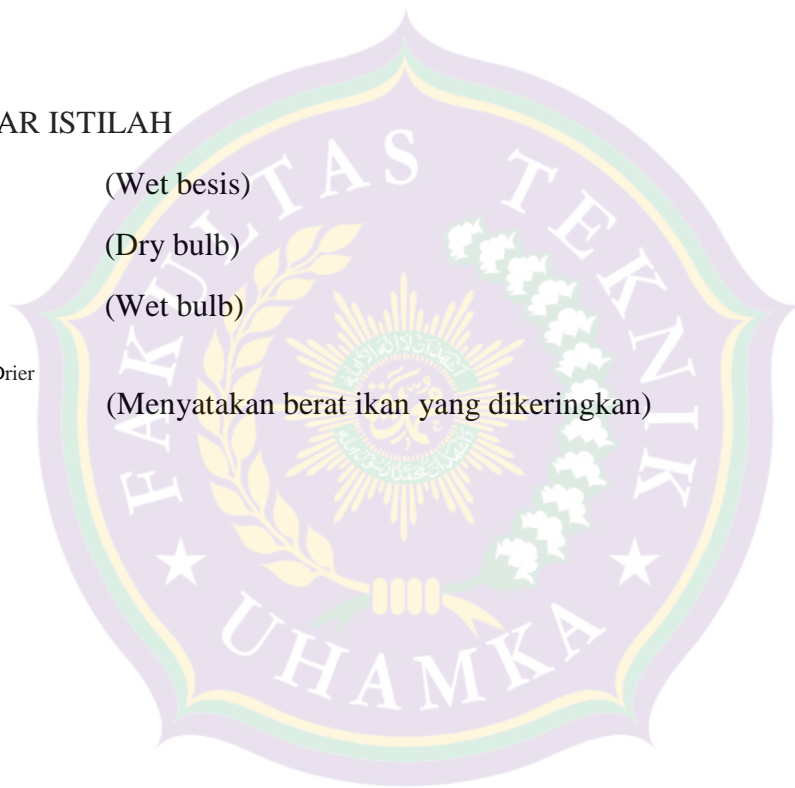 AR ISTILAH
(Wet besis)
(Dry bulb)
(Wet bulb)
Drier
(Menyatakan berat ikan yang dikeringkan)
FAKULTAS TEKNIK
UHAMKA